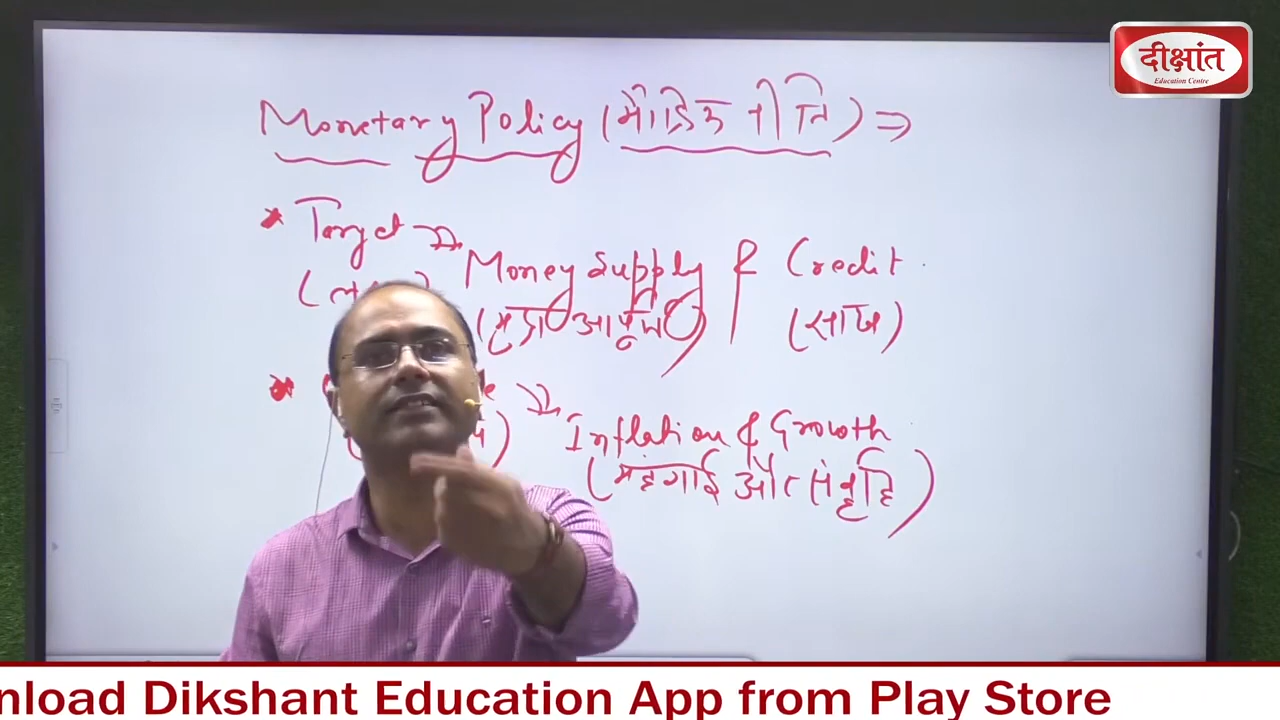 दीक्षांत
Education Centre
Monetary Policy (मौद्रिक नीति) ⇒
* Target ⇒ Money Supply & Credit
(मुद्रा आपूर्ति) (साख)
* ⇒ Inflation & Growth
(महंगाई और संवृद्धि)
nload Dikshant Education App from Play Store